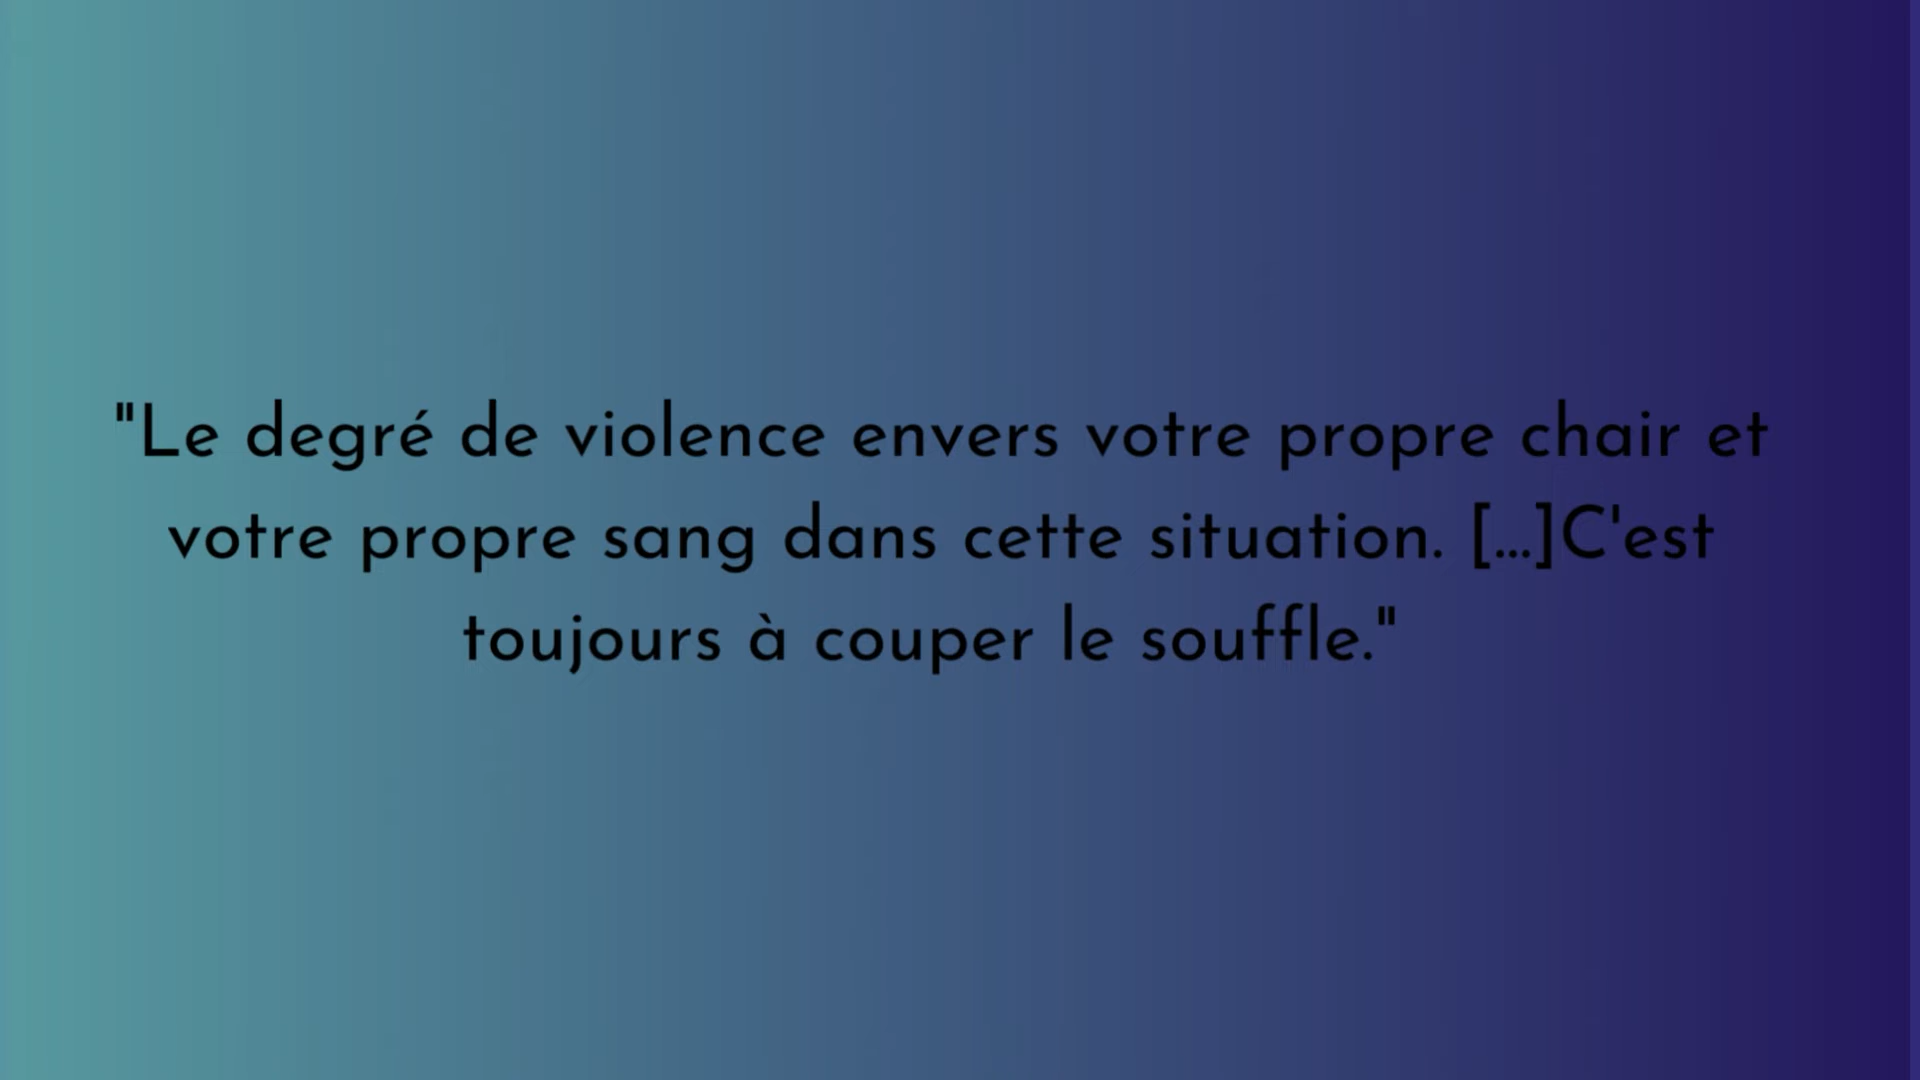 "Le degré de violence envers votre propre chair et
votre propre sang dans cette situation. [...]C'est
toujours à couper le souffle."